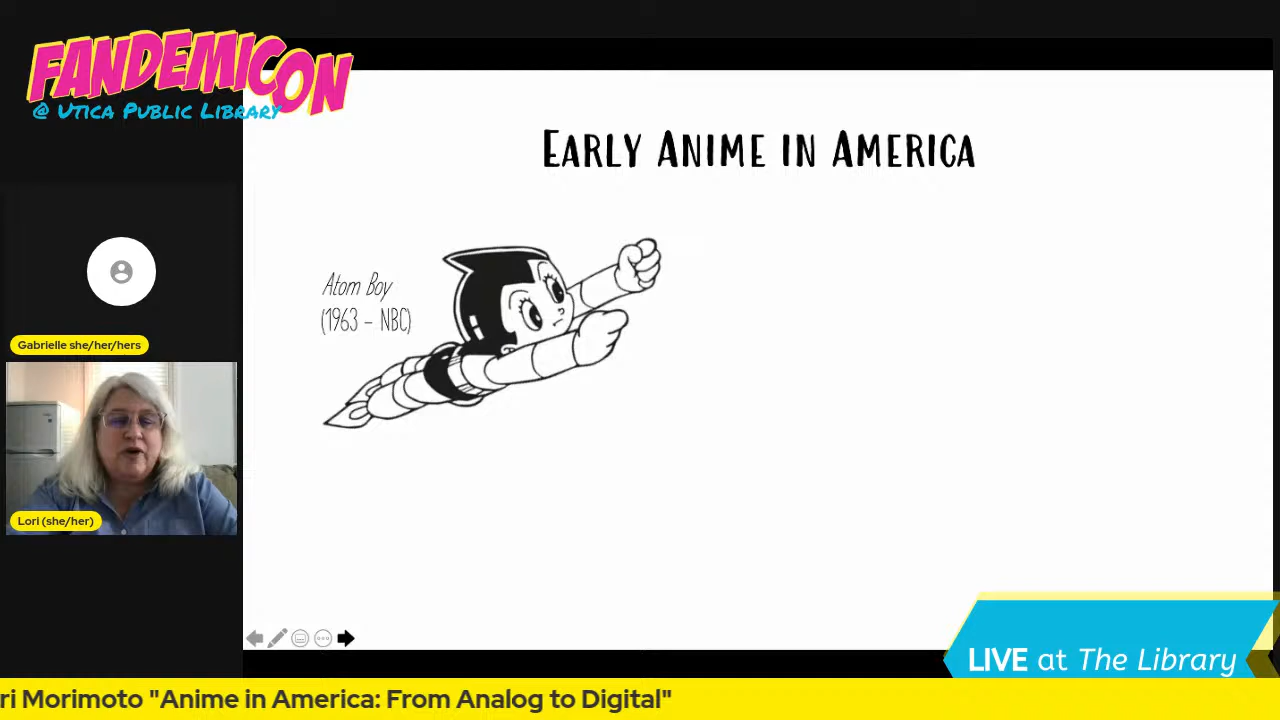 FANDEMICON
@ Utica Public Library
Early Anime in America
Atom Boy
(1963 – NBC)
Gabrielle she/her/hers
Lori (she/her)
LIVE at The Library
ri Morimoto "Anime in America: From Analog to Digital"